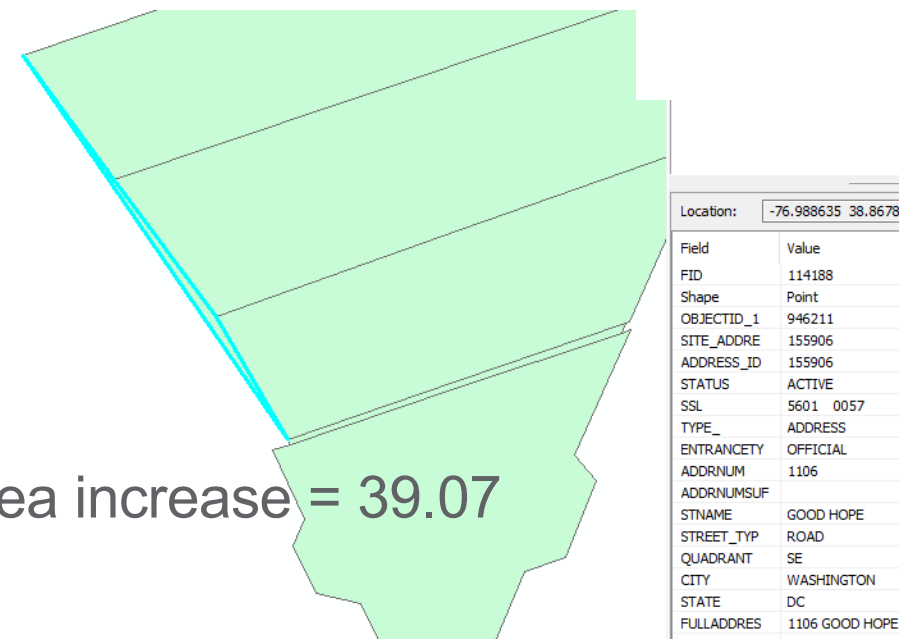 Location: -76.988635 38.8678
Field Value
FID 114188
Shape Point
OBJECTID_1 946211
SITE_ADDRE 155906
ADDRESS_ID 155906
STATUS ACTIVE
SSL 5601 0057
TYPE_ ADDRESS
ENTRANCETY OFFICIAL
ADDRNUM 1106
ADDRNUMSUF
STNAME GOOD HOPE
STREET_TYP ROAD
QUADRANT SE
CITY WASHINGTON
STATE DC
FULLADDRES 1106 GOOD HOPE
ea increase = 39.07